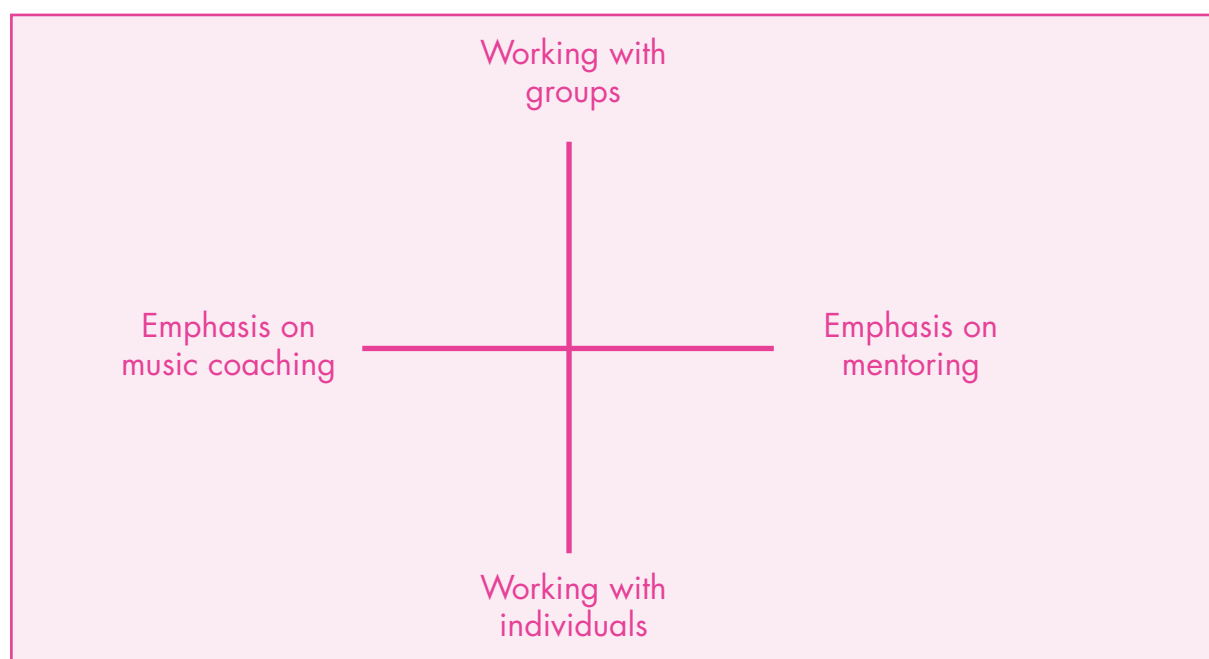 Working with
groups
Emphasis on
music coaching
Emphasis on
mentoring
Working with
individuals